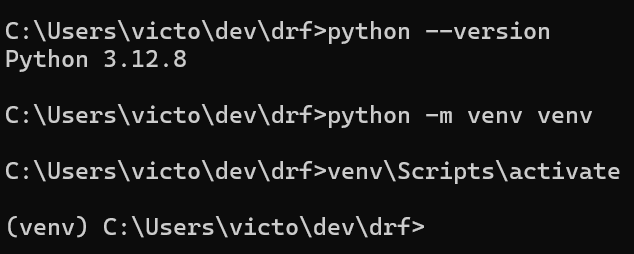 C:\Users\victo\dev\drf>python --version
Python 3.12.8
C:\Users\victo\dev\drf>python -m venv venv
C:\Users\victo\dev\drf>venv\Scripts\activate
(venv) C:\Users\victo\dev\drf>